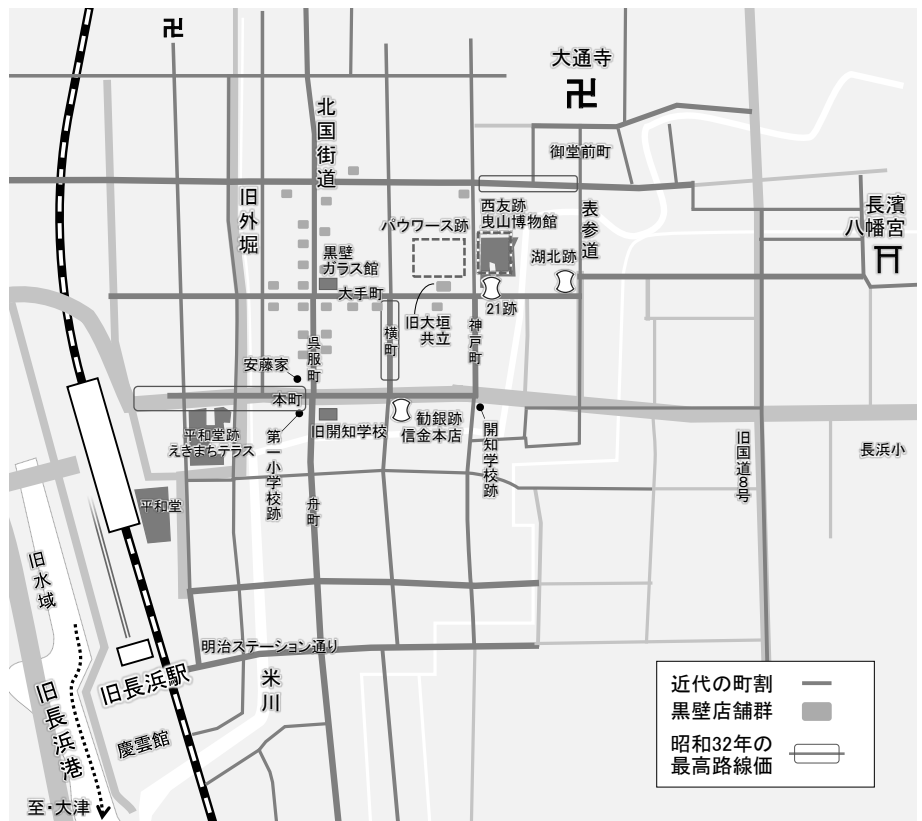 卍
大通寺
卍
北国街道
御堂前町
旧外堀
西友跡
曳山博物館
表参道
長濱
八幡宮
パウワース跡
湖北跡
黒壁
ガラス館
大手町
21跡
旧大垣
共立
横町
神戸町
呉服町
安藤家
本町
平和堂跡
えきまちテラス
第一小学校跡
旧開知学校
勧銀跡
信金本店
開知学校跡
旧国道8号
長浜小
平和堂
舟町
旧水域
明治ステーション通り
旧長浜駅
米川
旧長浜港
慶雲館
至・大津
近代の町割
黒壁店舗群
昭和32年の
最高路線価